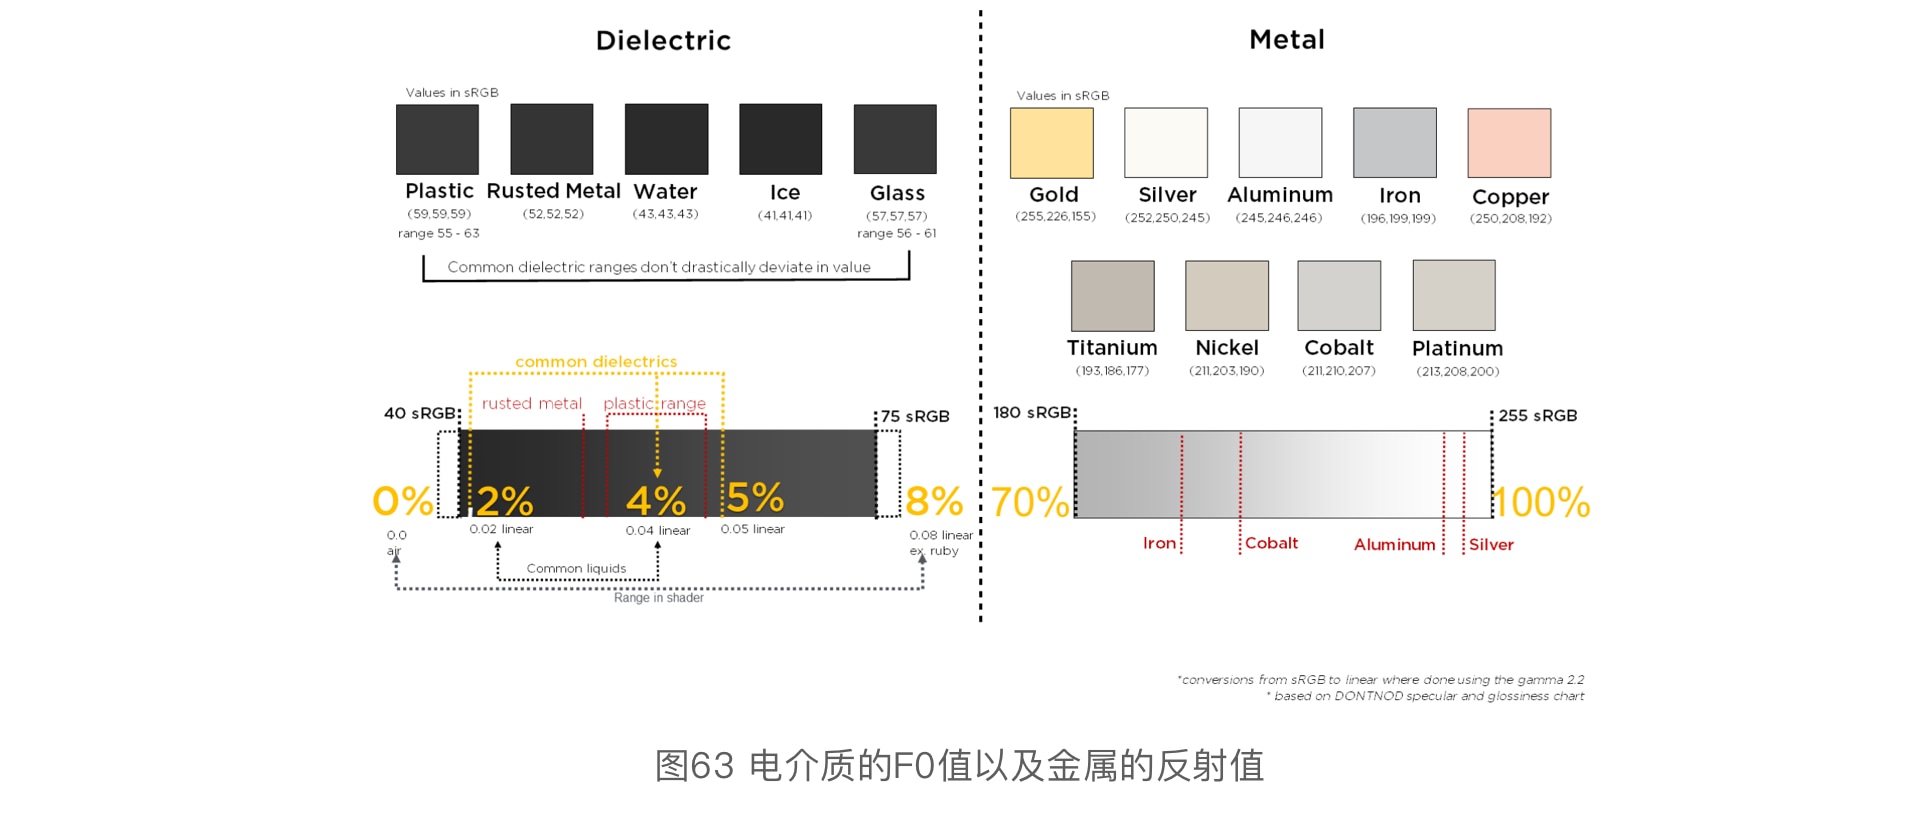 Dielectric
Values in sRGB
Plastic Rusted Metal Water Ice Glass
(59,59,59) (52,52,52) (43,43,43) (41,41,41) (57,57,57)
range 55 - 63 range 56 - 61
Common dielectric ranges don't drastically deviate in value
common dielectrics
rusted metal plastic range
40 sRGB 75 sRGB
0% 2% 4% 5% 8%
0.0 0.02 linear 0.04 linear 0.05 linear 0.08 linear
air ex. ruby
Common liquids
Range in shader
Metal
Values in sRGB
Gold Silver Aluminum Iron Copper
(255,226,155) (252,250,245) (245,246,246) (196,199,199) (250,208,192)
Titanium Nickel Cobalt Platinum
(193,186,177) (211,203,190) (211,210,207) (213,208,200)
180 sRGB 255 sRGB
70% 100%
Iron Cobalt Aluminum Silver
*conversions from sRGB to linear where done using the gamma 2.2
* based on DONTNOD specular and glossiness chart
图63 电介质的F0值以及金属的反射值